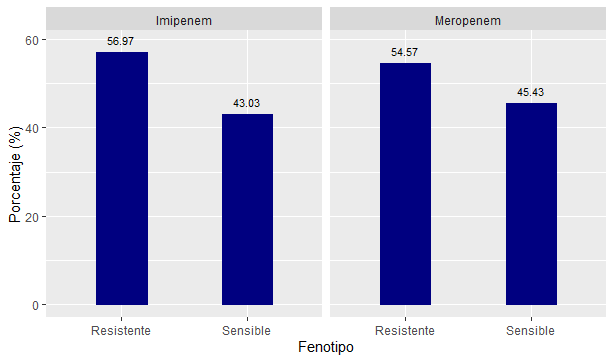 Imipenem
Meropenem
Porcentaje (%)
60
40
20
0
56.97
43.03
54.57
45.43
Resistente
Sensible
Resistente
Sensible
Fenotipo